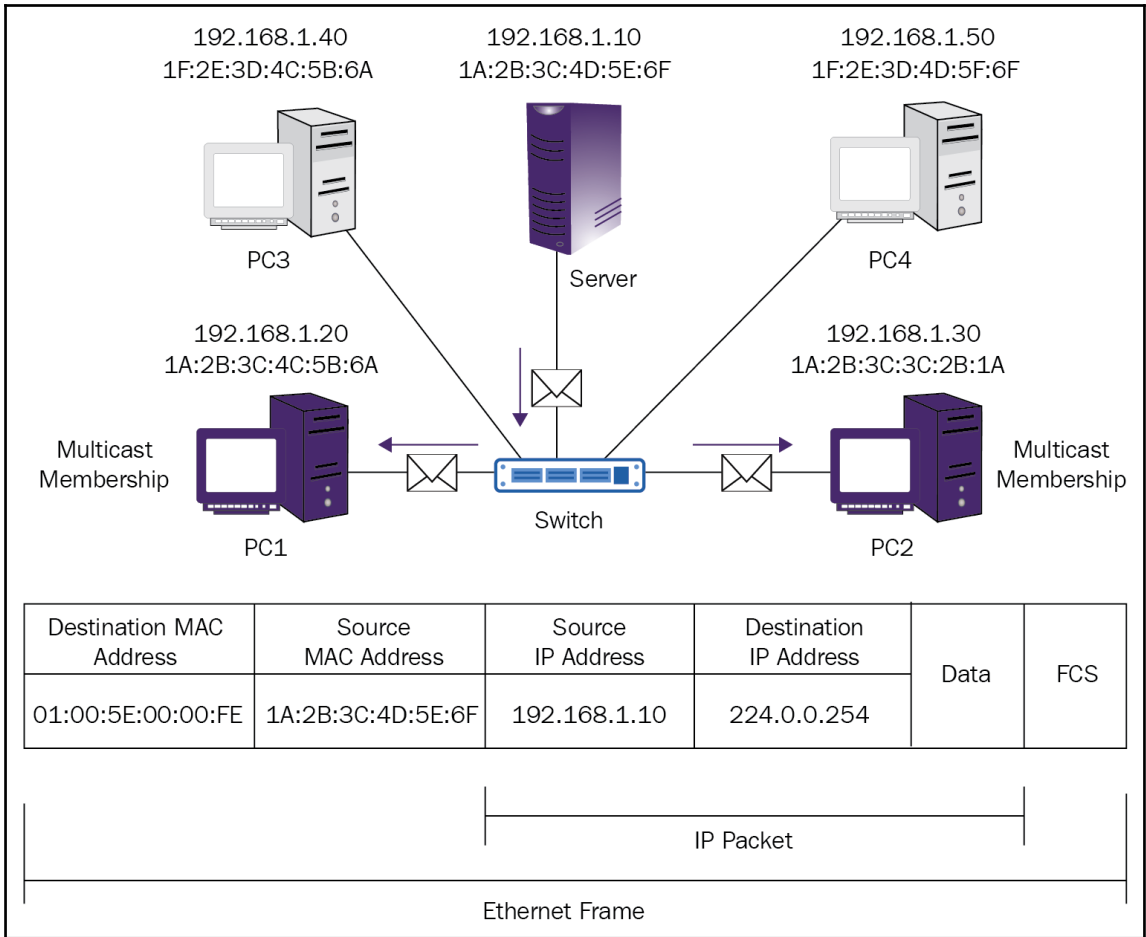 192.168.1.40
1F:2E:3D:4C:5B:6A
192.168.1.10
1A:2B:3C:4D:5E:6F
192.168.1.50
1F:2E:3D:4D:5F:6F
PC3
Server
PC4
192.168.1.20
1A:2B:3C:4C:5B:6A
192.168.1.30
1A:2B:3C:3C:2B:1A
Multicast
Membership
Multicast
Membership
PC1
Switch
PC2
Destination MAC
Address
Source
MAC Address
Source
IP Address
Destination
IP Address
Data
FCS
01:00:5E:00:00:FE
1A:2B:3C:4D:5E:6F
192.168.1.10
224.0.0.254
IP Packet
Ethernet Frame